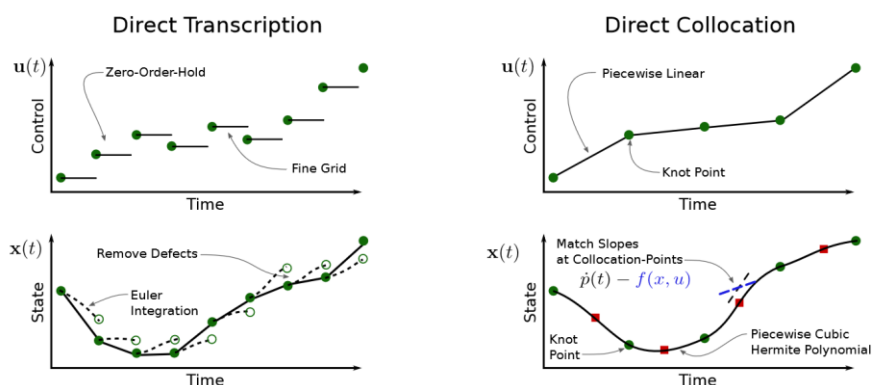 Direct Transcription
u(t)
Zero-Order-Hold
Control
Fine Grid
Time
x(t)
Remove Defects
State
Euler
Integration
Time
Direct Collocation
u(t)
Piecewise Linear
Control
Knot Point
Time
x(t)
Match Slopes
at Collocation-Points
ṗ(t) − f(x, u)
State
Knot
Point
Piecewise Cubic
Hermite Polynomial
Time